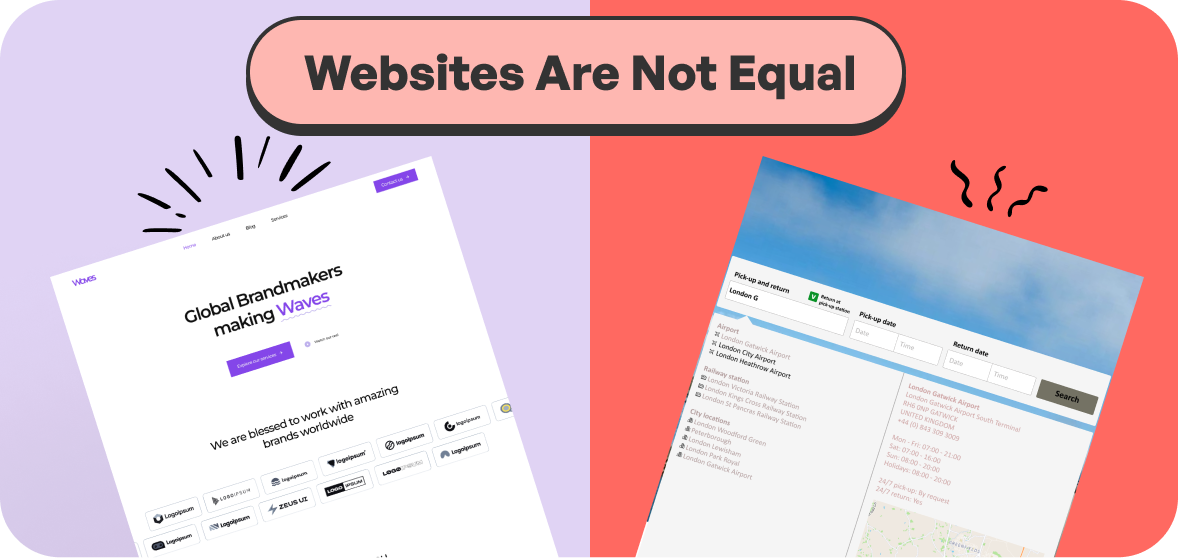 Websites Are Not Equal
Waves
Home
About us
Blog
Services
Contact us
Global Brandmakers
making Waves
Explore our services
We are blessed to work with amazing
brands worldwide
Logoipsum
LOGOIPSUM
logoipsum
logoipsum
logoipsum
logoipsum
Logoipsum
Logoipsum
ZEUS UI
LOGO IPSUM
LOGOIPSUM
Logoipsum
Logoipsum
Pick-up and return
V Return at
pick-up station
London G
Pick-up date
Date
Time
Return date
Date
Time
Search
Airport
London Gatwick Airport
London City Airport
London Heathrow Airport
Railway station
London Victoria Railway Station
London Kings Cross Railway Station
London St Pancras Railway Station
City locations
London Woodford Green
Peterborough
London Lewisham
London Park Royal
London Gatwick Airport
London Gatwick Airport
London Gatwick Airport South Terminal
RH6 0NP GATWICK
UNITED KINGDOM
+44 (0) 843 309 3009
Mon - Fri: 07:00 - 21:00
Sat: 07:00 - 16:00
Sun: 08:00 - 20:00
Holidays: 08:00 - 20:00
24/7 pick-up: By request
24/7 return: Yes